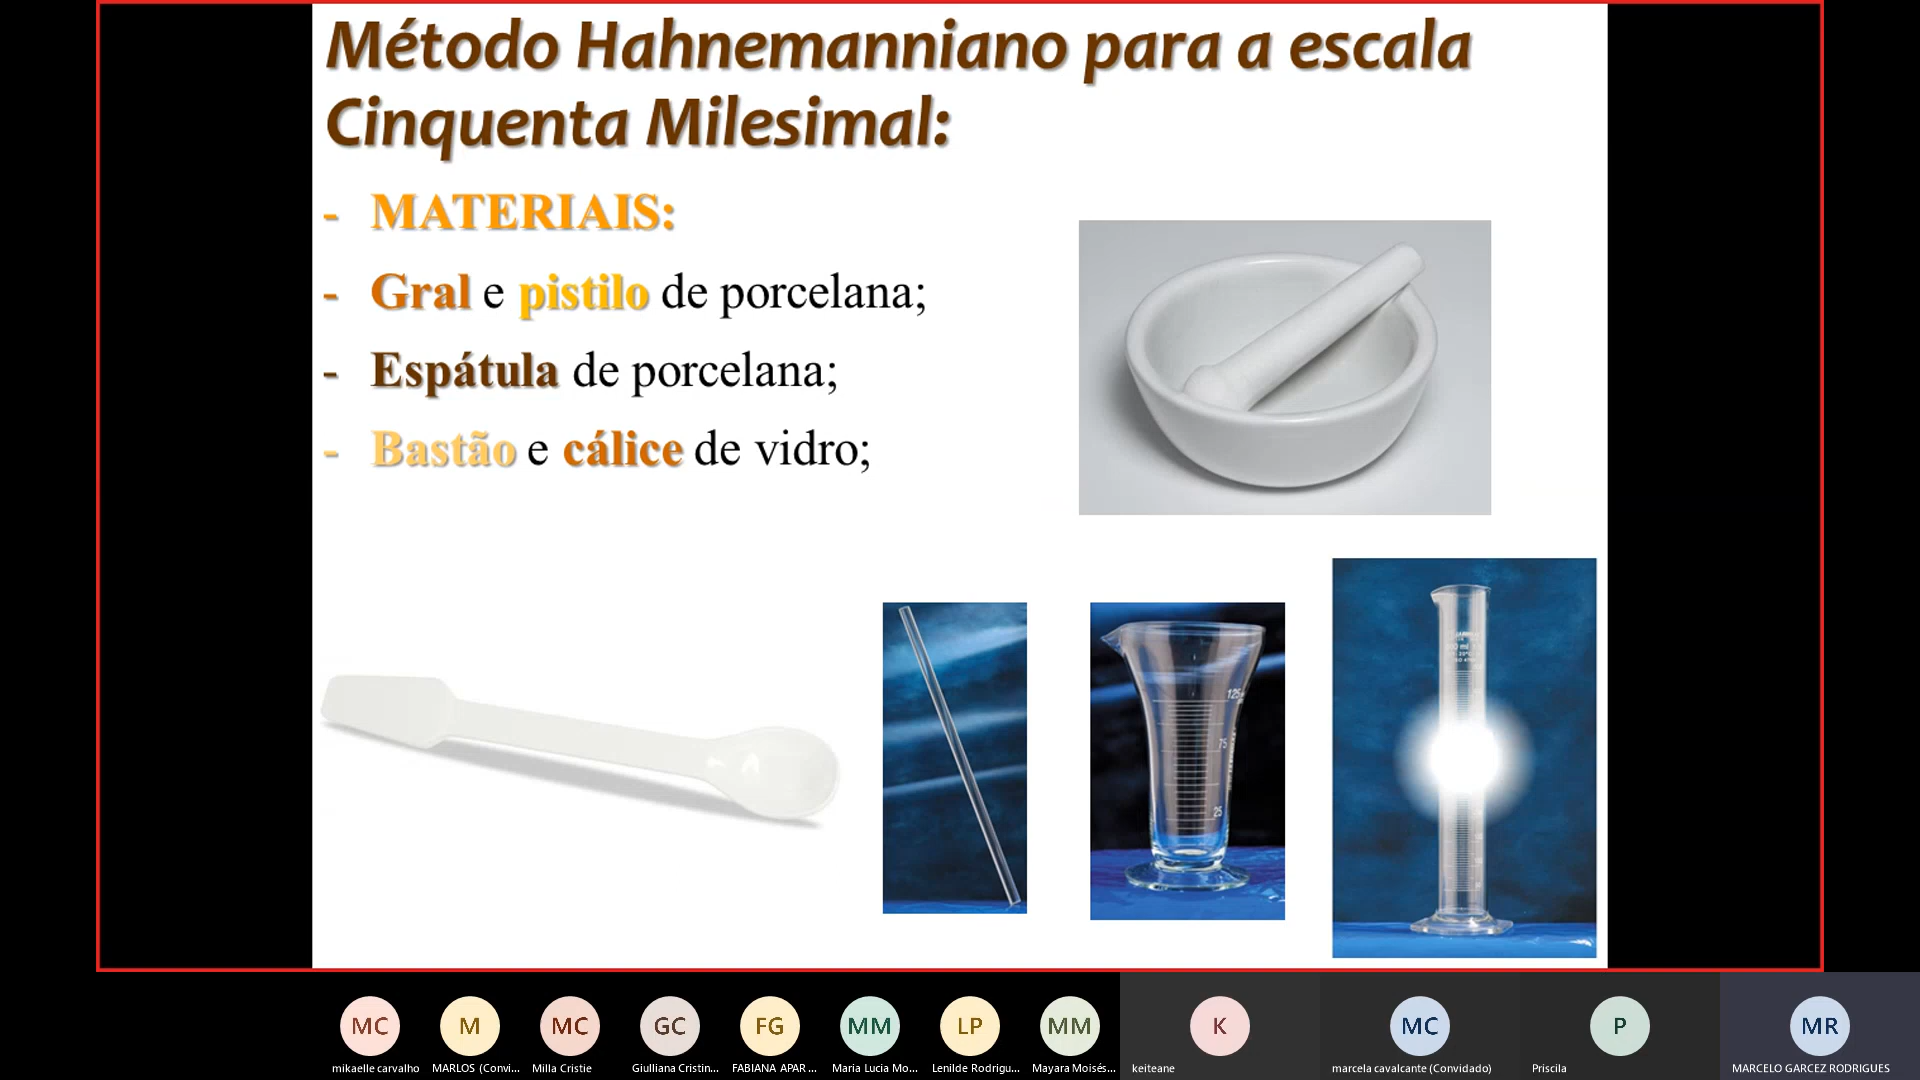 Método Hahnemanniano para a escala
Cinquenta Milesimal:
- MATERIAIS:
- Gral e pistilo de porcelana;
- Espátula de porcelana;
- Bastão e cálice de vidro;
125
75
25
MC
M
MC
GC
FG
MM
LP
MM
K
MC
P
MR
mikaelle carvalho
MARLOS (Convi...
Milla Cristie
Giulliana Cristin...
FABIANA APAR ...
Maria Lucia Mo...
Lenilde Rodrigu...
Mayara Moisés...
keiteane
marcela cavalcante (Convidado)
Priscila
MARCELO GARCEZ RODRIGUES